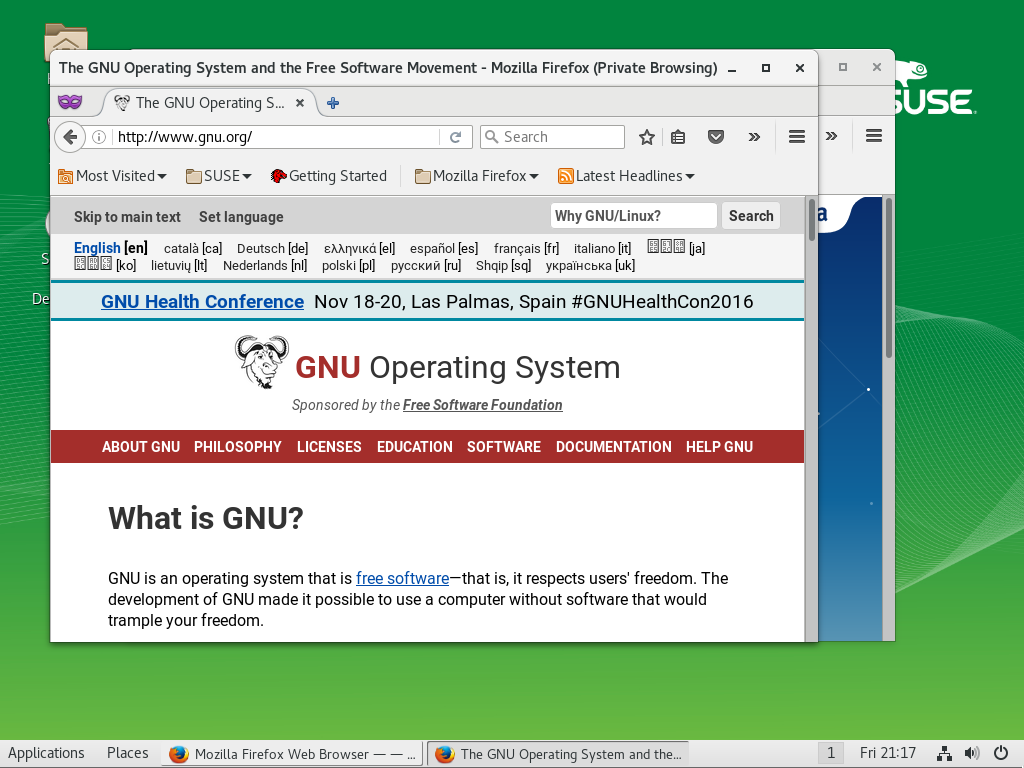 The GNU Operating System and the Free Software Movement - Mozilla Firefox (Private Browsing)
The GNU Operating S...
http://www.gnu.org/
Search
Most Visited SUSE Getting Started Mozilla Firefox Latest Headlines
SUSE
Skip to main text Set language Why GNU/Linux? Search
English [en] català [ca] Deutsch [de] ελληνικά [el] español [es] français [fr] italiano [it] [ja]
[ko] lietuvių [lt] Nederlands [nl] polski [pl] русский [ru] Shqip [sq] українська [uk]
GNU Health Conference Nov 18-20, Las Palmas, Spain #GNUHealthCon2016
GNU Operating System
Sponsored by the Free Software Foundation
ABOUT GNU PHILOSOPHY LICENSES EDUCATION SOFTWARE DOCUMENTATION HELP GNU
What is GNU?
GNU is an operating system that is free software—that is, it respects users' freedom. The
development of GNU made it possible to use a computer without software that would
trample your freedom.
Applications Places Mozilla Firefox Web Browser — — ... The GNU Operating System and the... 1 Fri 21:17